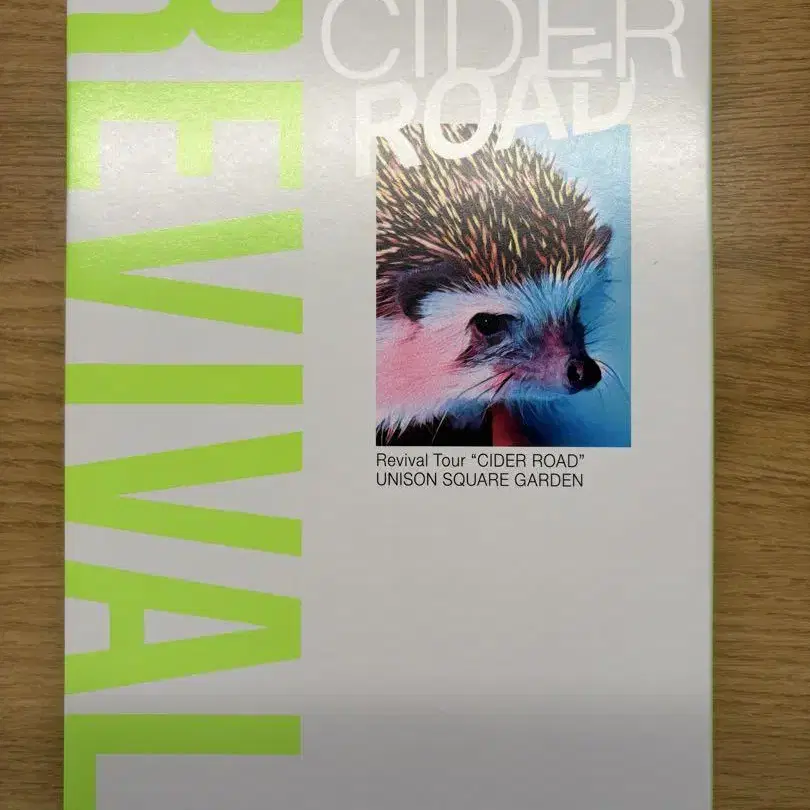 REVIVAL
CIDER
ROAD
Revival Tour “CIDER ROAD”
UNISON SQUARE GARDEN